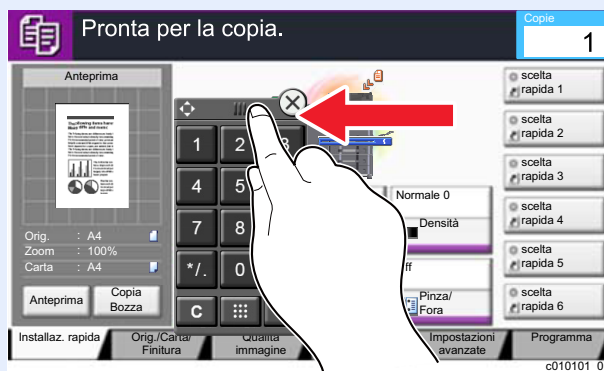 Pronta per la copia.
Copie
1
Anteprima
Orig. : A4
Zoom : 100%
Carta : A4
Anteprima
Copia
Bozza
1 2 3
4 5
7 8
*/. 0
C
Normale 0
Densità
Pinza/
Fora
scelta
rapida 1
scelta
rapida 2
scelta
rapida 3
scelta
rapida 4
scelta
rapida 5
scelta
rapida 6
Installaz. rapida
Orig./Carta/
Finitura
Qualità
immagine
Impostazioni
avanzate
Programma
c010101_0